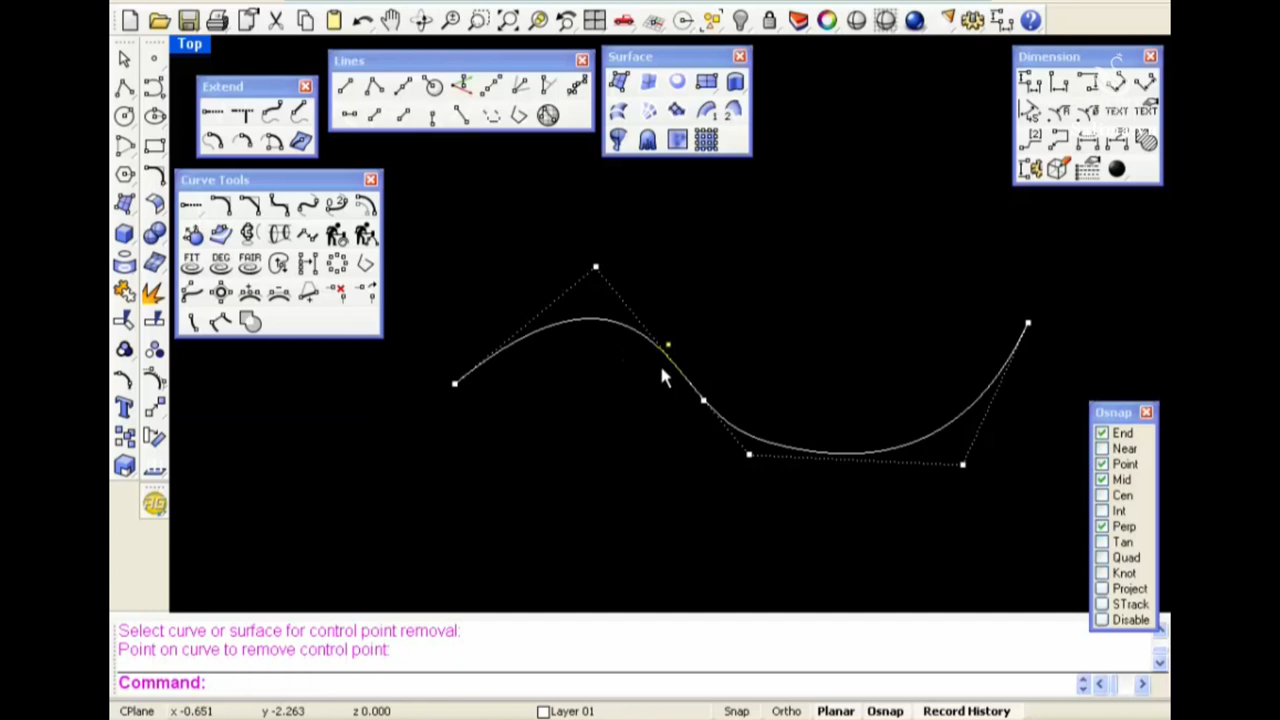 Top
Extend
Lines
Surface
Dimension
1 2
TEXT TEXT
Curve Tools
FIT DEG FAIR
Osnap
End
Near
Point
Mid
Cen
Int
Perp
Tan
Quad
Knot
Project
STrack
Disable
Select curve or surface for control point removal:
Point on curve to remove control point:
Command:
CPlane x -0.651 y -2.263 z 0.000 Layer 01 Snap Ortho Planar Osnap Record History